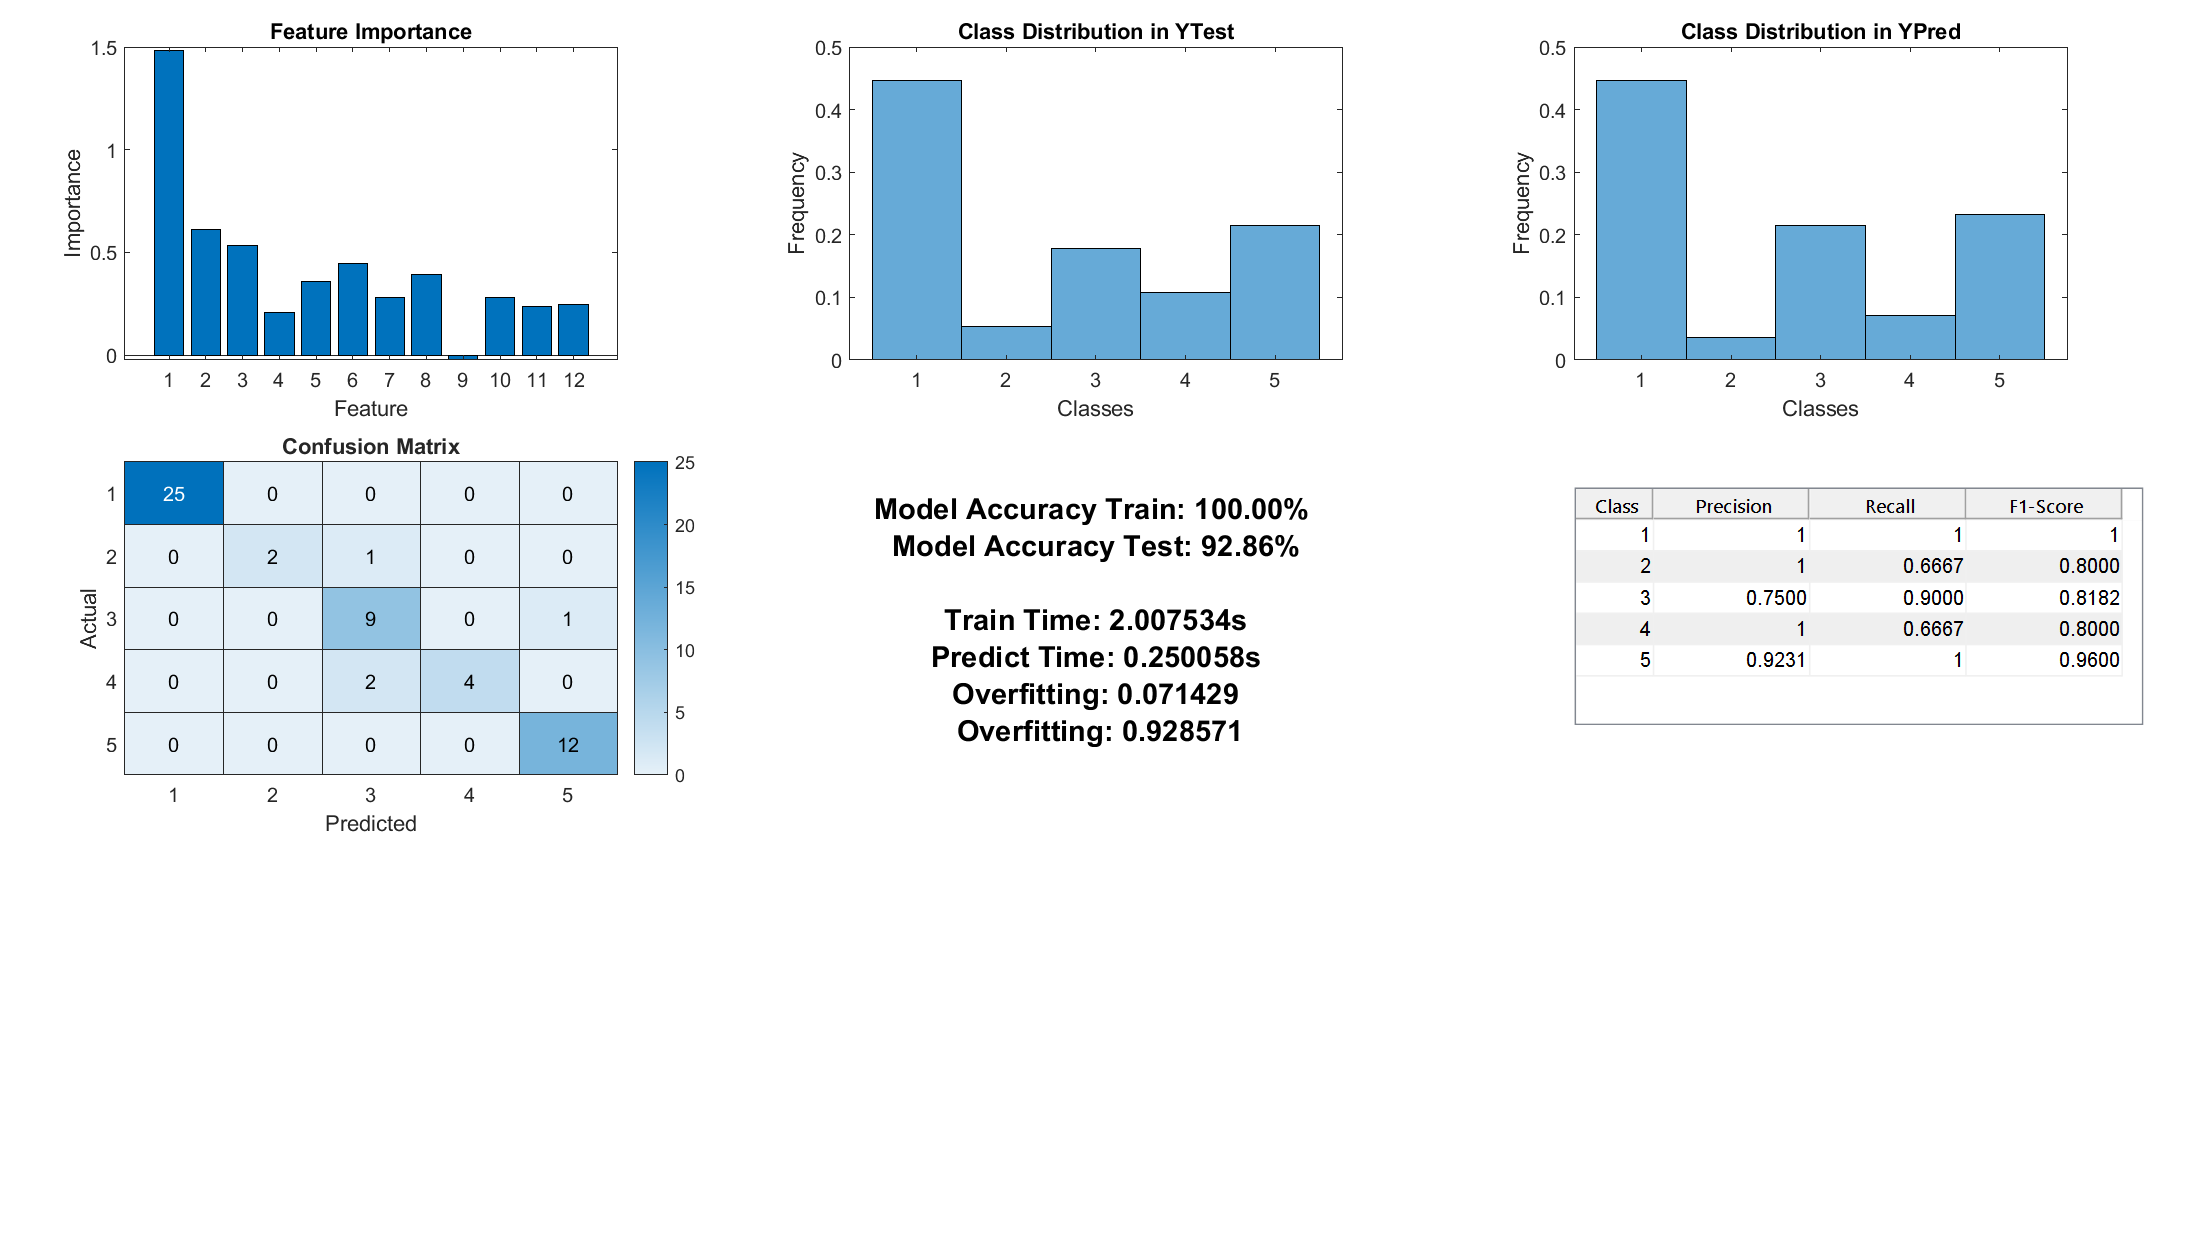 Feature Importance
1.5
1
0.5
0
Importance
1 2 3 4 5 6 7 8 9 10 11 12
Feature
Class Distribution in YTest
0.5
0.4
0.3
0.2
0.1
0
Frequency
1 2 3 4 5
Classes
Class Distribution in YPred
0.5
0.4
0.3
0.2
0.1
0
Frequency
1 2 3 4 5
Classes
Confusion Matrix
Actual
1 25 0 0 0 0
2 0 2 1 0 0
3 0 0 9 0 1
4 0 0 2 4 0
5 0 0 0 0 12
1 2 3 4 5
Predicted
25
20
15
10
5
0
Model Accuracy Train: 100.00%
Model Accuracy Test: 92.86%
Train Time: 2.007534s
Predict Time: 0.250058s
Overfitting: 0.071429
Overfitting: 0.928571
Class Precision Recall F1-Score
1 1 1 1
2 1 0.6667 0.8000
3 0.7500 0.9000 0.8182
4 1 0.6667 0.8000
5 0.9231 1 0.9600